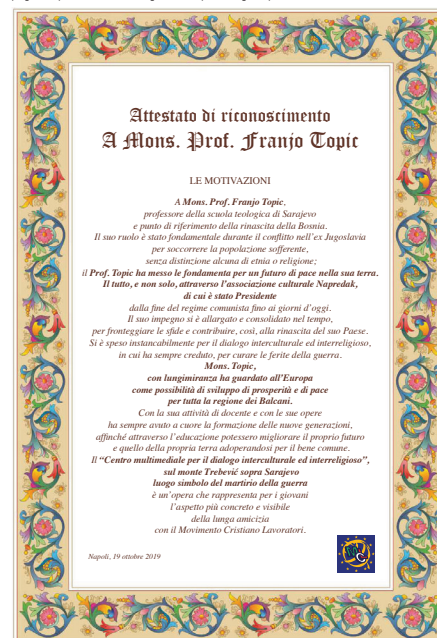 Attestato di riconoscimento
A Mons. Prof. Franjo Topic
LE MOTIVAZIONI
A Mons. Prof. Franjo Topic,
professore della scuola teologica di Sarajevo
e punto di riferimento della rinascita della Bosnia.
Il suo ruolo è stato fondamentale durante il conflitto nell'ex Jugoslavia
per soccorrere la popolazione sofferente,
senza distinzione alcuna di etnia o religione;
il Prof. Topic ha messo le fondamenta per un futuro di pace nella sua terra.
Il tutto, e non solo, attraverso l'associazione culturale Napredak,
di cui è stato Presidente
dalla fine del regime comunista fino ai giorni d'oggi.
Il suo impegno si è allargato e consolidato nel tempo,
per fronteggiare le sfide e contribuire, così, alla rinascita del suo Paese.
Si è speso instancabilmente per il dialogo interculturale ed interreligioso,
in cui ha sempre creduto, per curare le ferite della guerra.
Mons. Topic,
con lungimiranza ha guardato all'Europa
come possibilità di sviluppo di prosperità e di pace
per tutta la regione dei Balcani.
Con la sua attività di docente e con le sue opere
ha sempre avuto a cuore la formazione delle nuove generazioni,
affinché attraverso l'educazione potessero migliorare il proprio futuro
e quello della propria terra adoperandosi per il bene comune.
Il "Centro multimediale per il dialogo interculturale ed interreligioso",
sul monte Trebević sopra Sarajevo
luogo simbolo del martirio della guerra
è un'opera che rappresenta per i giovani
l'aspetto più concreto e visibile
della lunga amicizia
con il Movimento Cristiano Lavoratori.
Napoli, 19 ottobre 2019